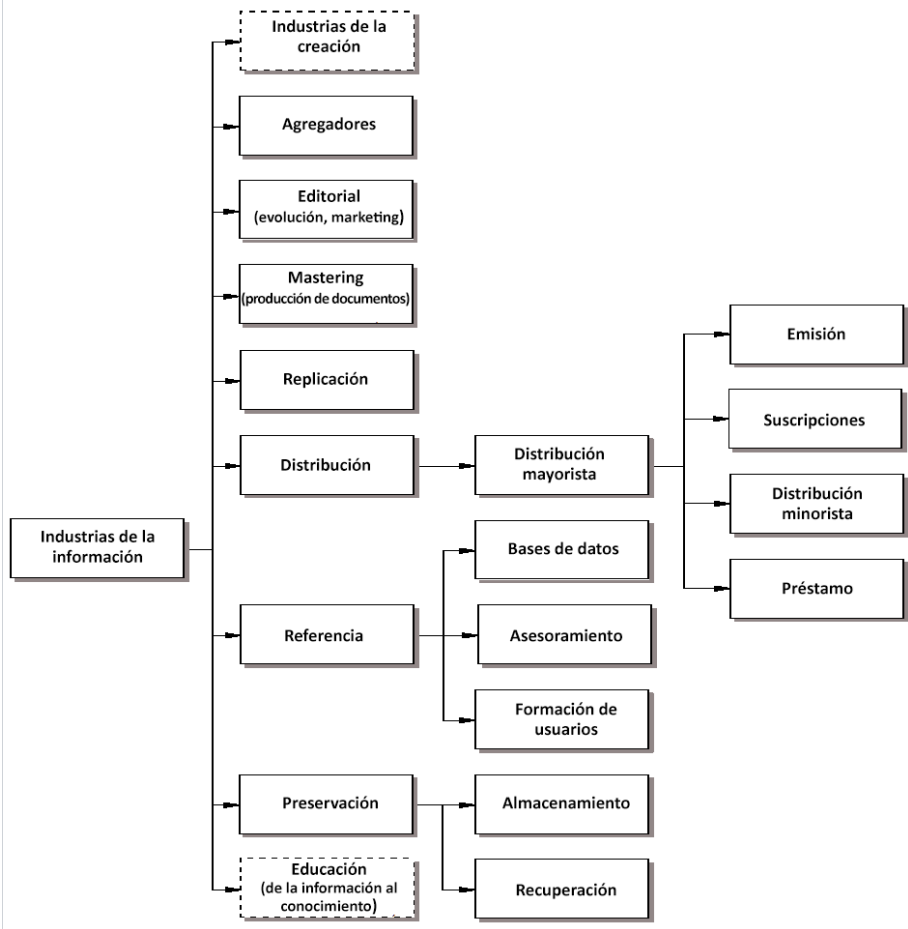 Industrias de la
creación
Agregadores
Editorial
(evolución, marketing)
Mastering
(producción de documentos)
Replicación
Distribución
Distribución
mayorista
Emisión
Suscripciones
Distribución
minorista
Préstamo
Industrias de la
información
Referencia
Bases de datos
Asesoramiento
Formación de
usuarios
Preservación
Almacenamiento
Recuperación
Educación
(de la información al
conocimiento)